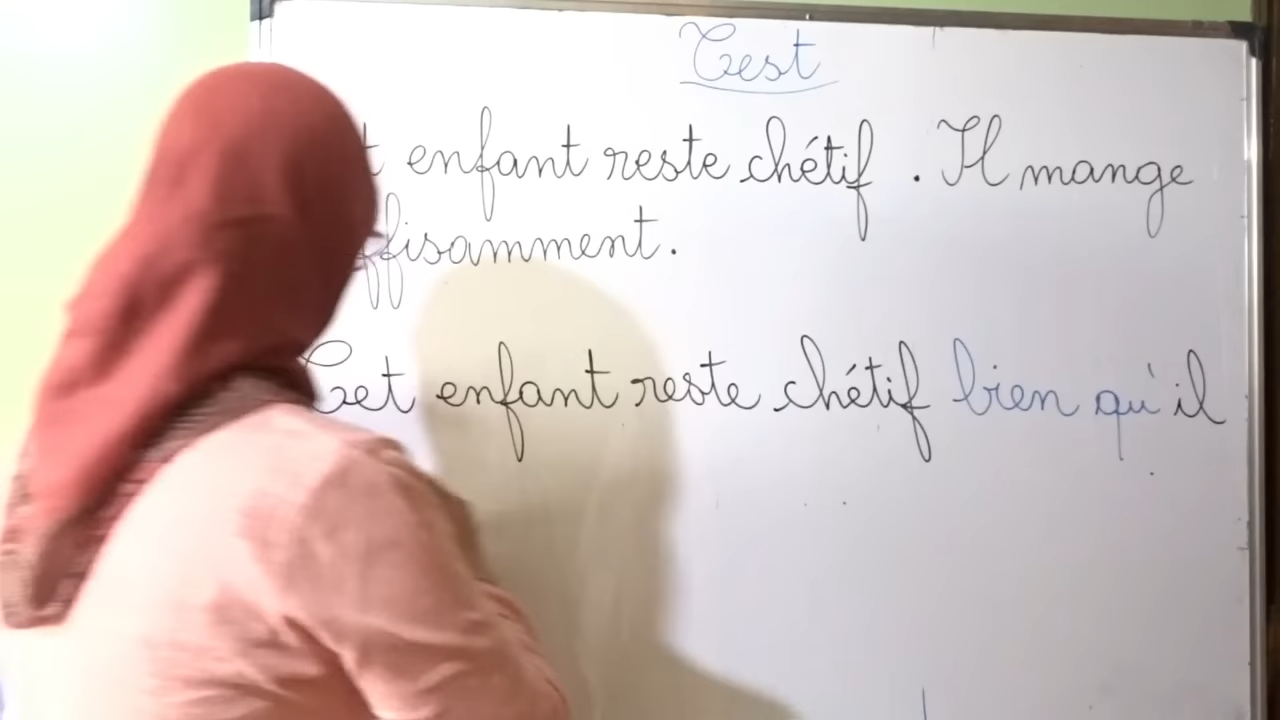 Test
enfant reste chétif . Il mange
ffisamment.
Cet enfant reste chétif bien qu'il